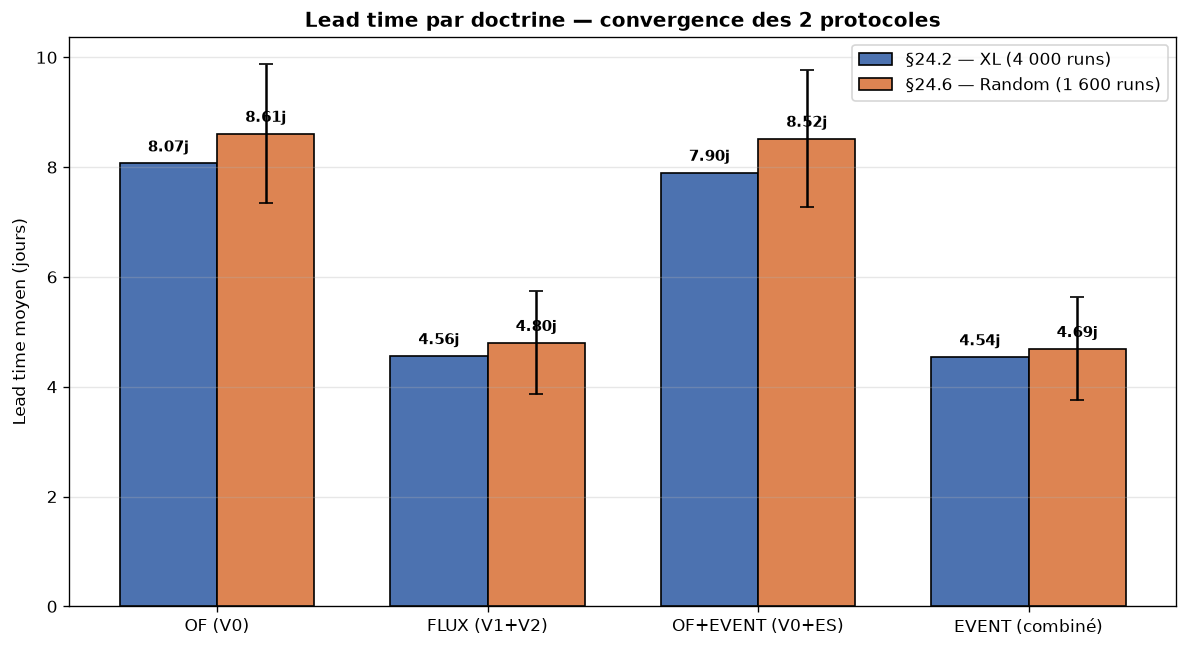 Lead time par doctrine — convergence des 2 protocoles
§24.2 — XL (4 000 runs)
§24.6 — Random (1 600 runs)
Lead time moyen (jours)
10
8
6
4
2
0
8.07j
8.61j
4.56j
4.80j
7.90j
8.52j
4.54j
4.69j
OF (V0)
FLUX (V1+V2)
OF+EVENT (V0+ES)
EVENT (combiné)